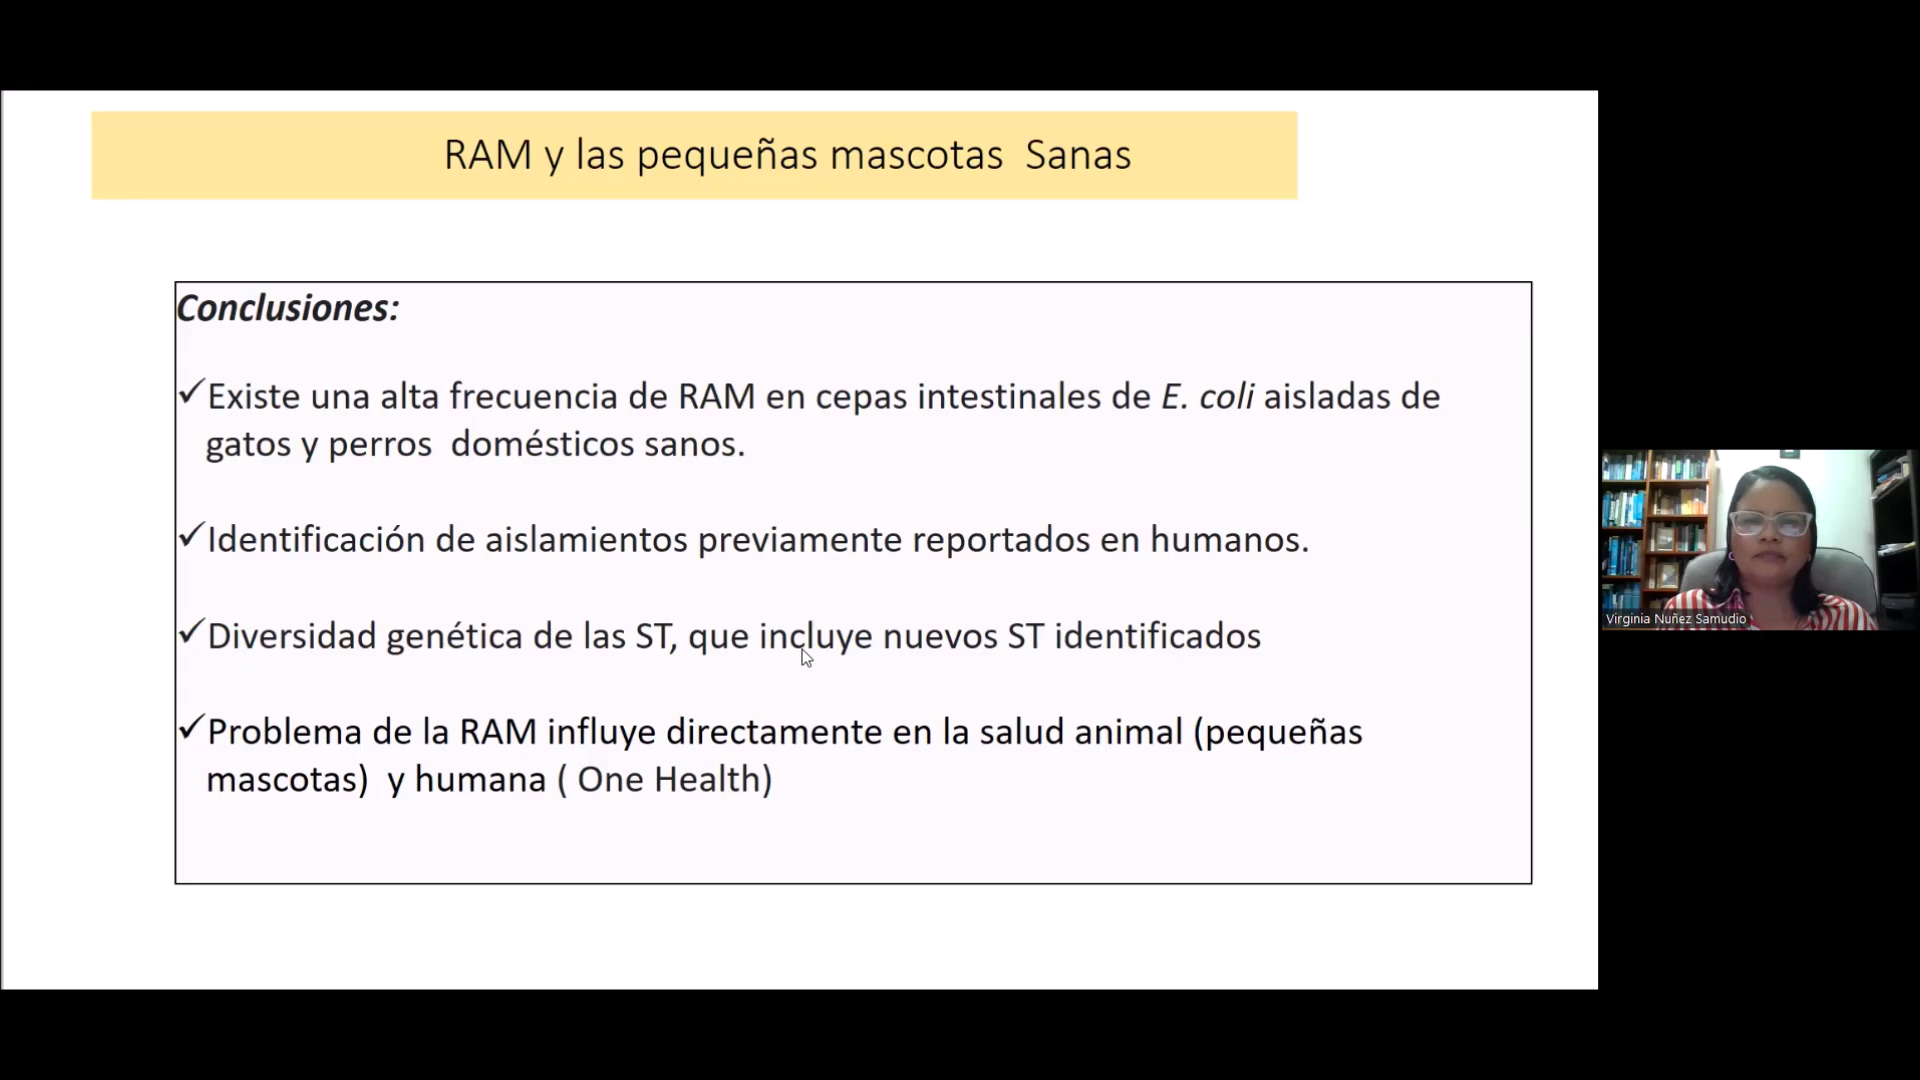 RAM y las pequeñas mascotas  Sanas
Conclusiones:
✓Existe una alta frecuencia de RAM en cepas intestinales de E. coli aisladas de
gatos y perros  domésticos sanos.
✓Identificación de aislamientos previamente reportados en humanos.
✓Diversidad genética de las ST, que incluye nuevos ST identificados
✓Problema de la RAM influye directamente en la salud animal (pequeñas
mascotas)  y humana ( One Health)
Virginia Nuñez Samudio